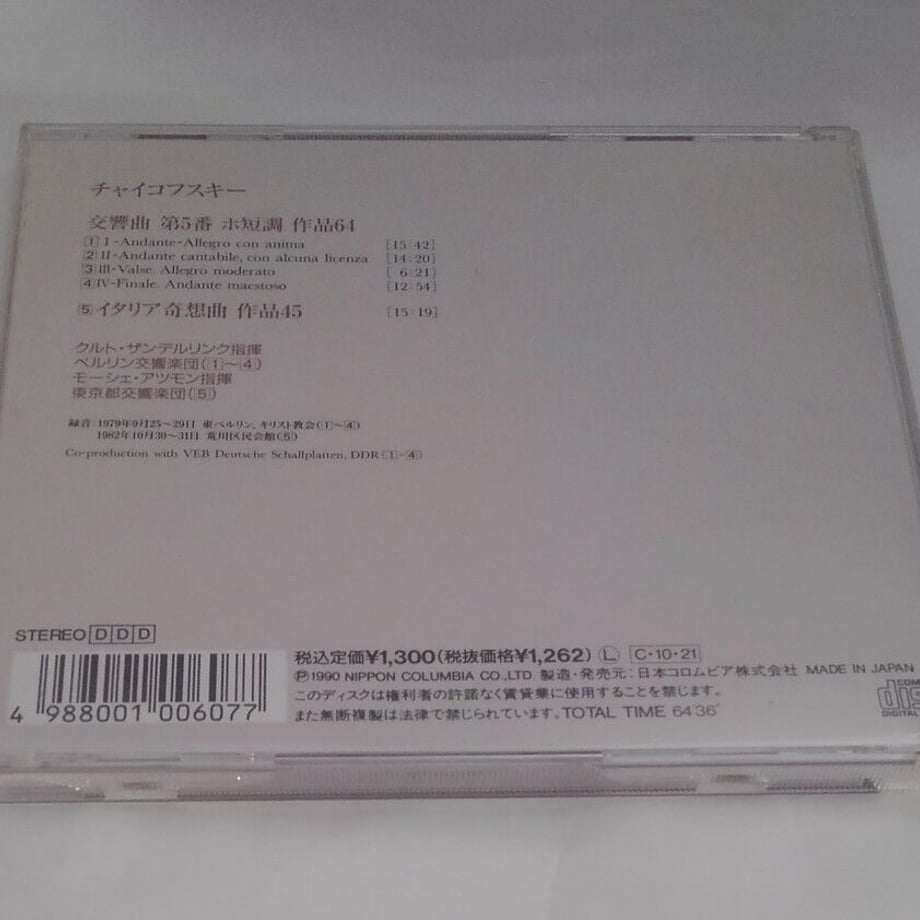 チャイコフスキー
交響曲 第5番 ホ短調 作品64
1 I-Andante-Allegro con anima [15:42]
2 II-Andante cantabile, con alcuna licenza [14:20]
3 III-Valse. Allegro moderato [6:21]
4 IV-Finale. Andante maestoso [12:54]
5 イタリア奇想曲 作品45 [15:19]
クルト・ザンデルリンク指揮
ベルリン交響楽団(1~4)
モーシェ・アツモン指揮
東京都交響楽団(5)
録音:1979年9月25~29日 東ベルリン, キリスト教会(1~4)
1982年10月30~31日 荒川区民会館(5)
Co-production with VEB Deutsche Schallplatten, DDR(1-4)
STEREO DDD
税込定価¥1,300(税抜価格¥1,262) Ⓛ C・10・21
Ⓟ1990 NIPPON COLUMBIA CO., LTD. 製造・発売元:日本コロムビア株式会社 MADE IN JAPAN
このディスクは権利者の許諾なく賃貸業に使用することを禁じます。
また無断複製は法律で禁じられています。TOTAL TIME 64'36"
4 988001 006077